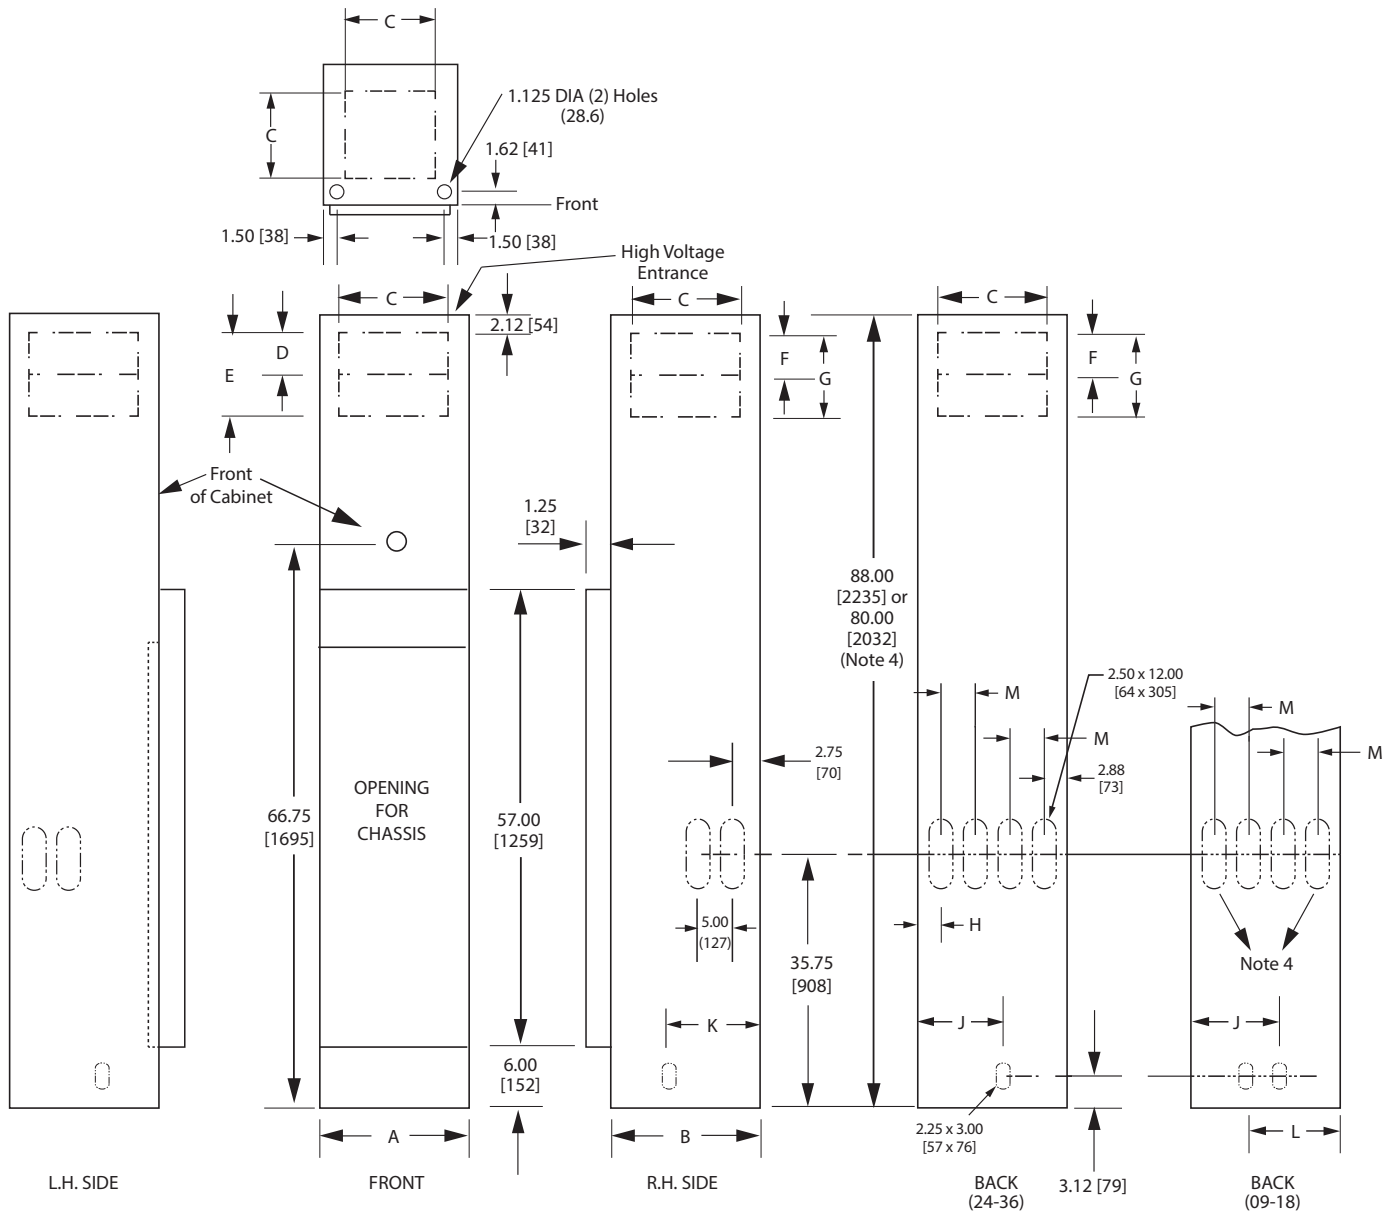 C
C
1.125 DIA (2) Holes
(28.6)
1.62 [41]
Front
1.50 [38]
1.50 [38]
High Voltage
Entrance
C
2.12 [54]
D
E
C
F
G
C
F
G
Front
of Cabinet
1.25
[32]
88.00
[2235] or
80.00
[2032]
(Note 4)
2.50 x 12.00
[64 x 305]
M
M
M
M
2.75
[70]
2.88
[73]
OPENING
FOR
CHASSIS
66.75
[1695]
57.00
[1259]
5.00
(127)
H
35.75
[908]
Note 4
K
J
J
6.00
[152]
2.25 x 3.00
[57 x 76]
A
B
L
3.12 [79]
L.H. SIDE
FRONT
R.H. SIDE
BACK
(24-36)
BACK
(09-18)